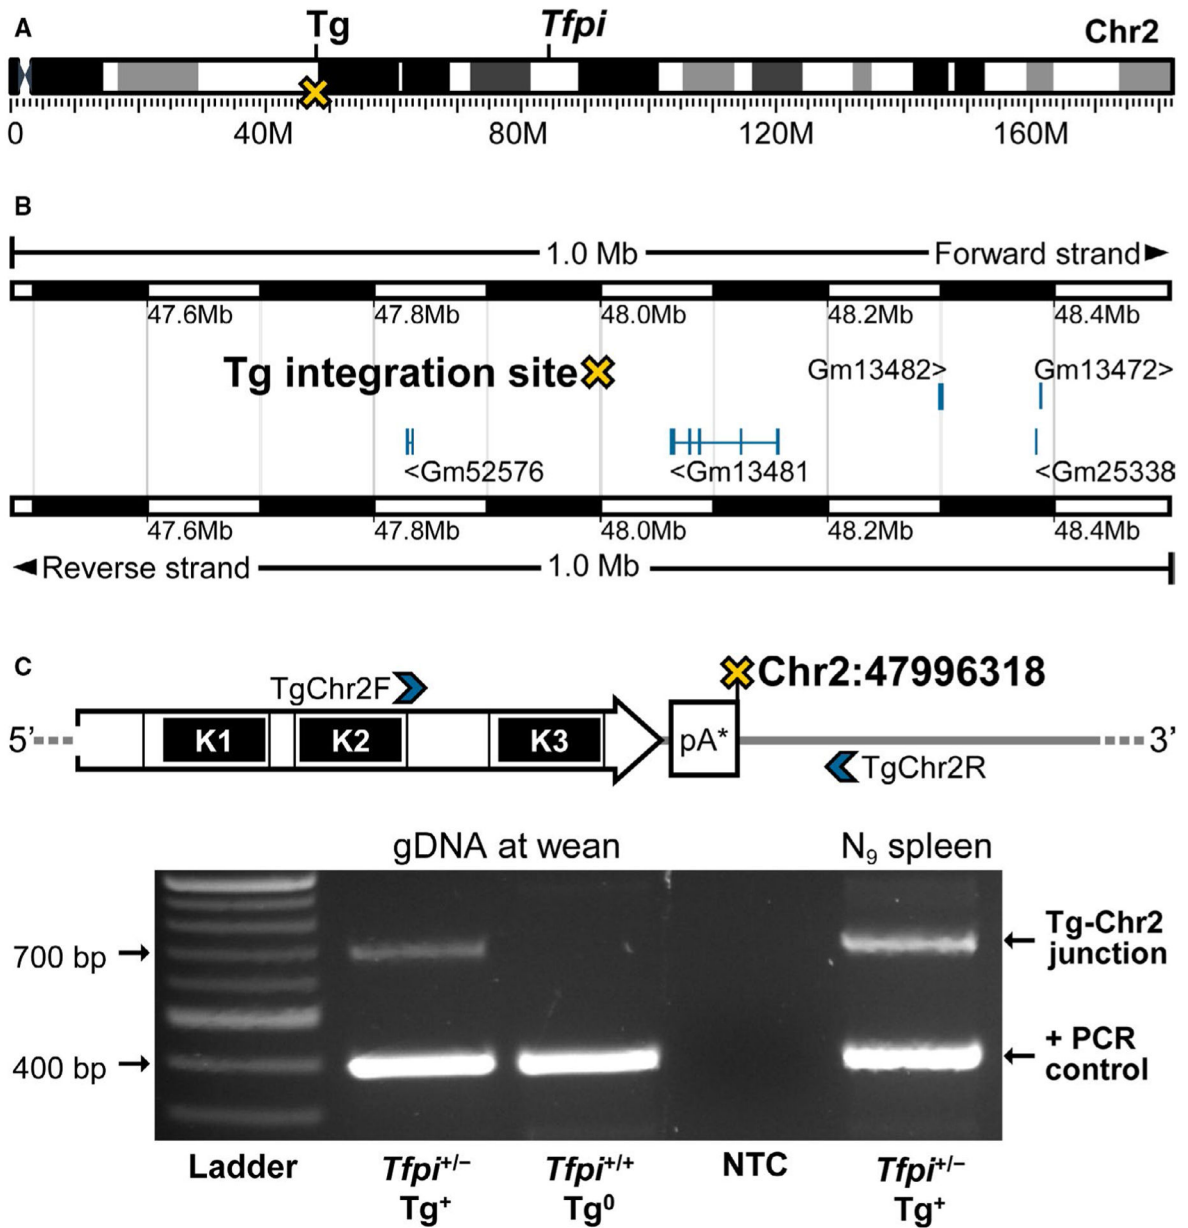 A
Tg
Tfpi
Chr2
0 40M 80M 120M 160M
B
1.0 Mb Forward strand
47.6Mb 47.8Mb 48.0Mb 48.2Mb 48.4Mb
Tg integration site
Gm13482> Gm13472>
<Gm52576 <Gm13481 <Gm25338
47.6Mb 47.8Mb 48.0Mb 48.2Mb 48.4Mb
Reverse strand 1.0 Mb
C
Chr2:47996318
TgChr2F
5' K1 K2 K3 pA* 3'
TgChr2R
gDNA at wean N9 spleen
700 bp
Tg-Chr2
junction
400 bp
+ PCR
control
Ladder Tfpi+/− Tfpi+/+ NTC Tfpi+/−
Tg+ Tg0 Tg+